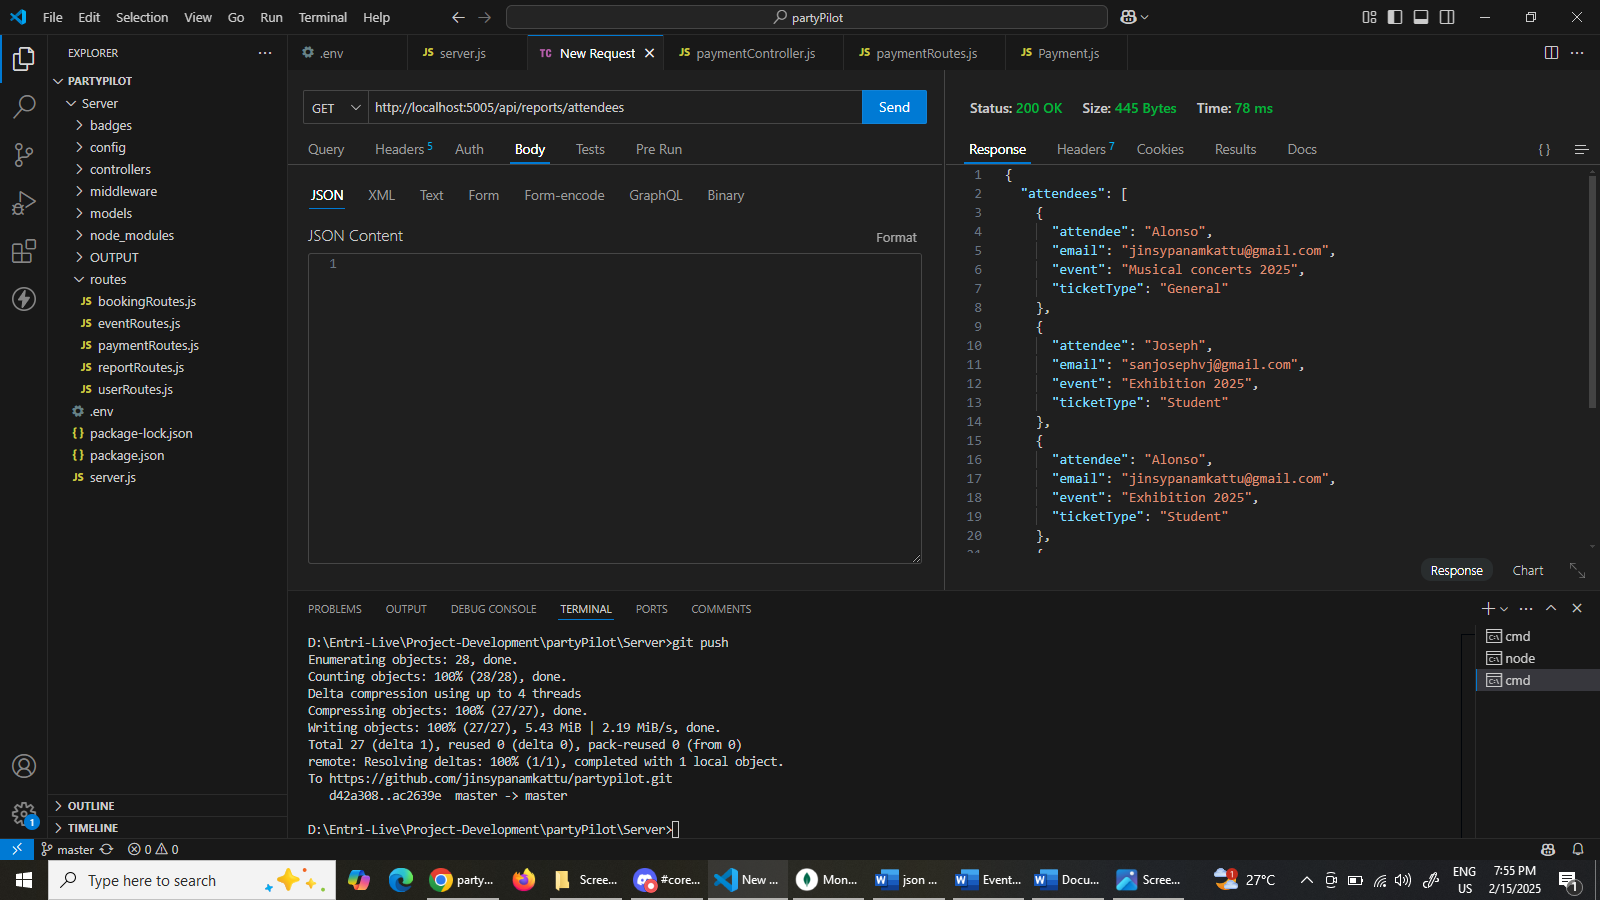 File Edit Selection View Go Run Terminal Help
partyPilot
EXPLORER
PARTYPILOT
Server
badges
config
controllers
middleware
models
node_modules
OUTPUT
routes
JS bookingRoutes.js
JS eventRoutes.js
JS paymentRoutes.js
JS reportRoutes.js
JS userRoutes.js
.env
{} package-lock.json
{} package.json
JS server.js
OUTLINE
TIMELINE
.env
JS server.js
TC New Request
JS paymentController.js
JS paymentRoutes.js
JS Payment.js
GET http://localhost:5005/api/reports/attendees Send
Query Headers 5 Auth Body Tests Pre Run
JSON XML Text Form Form-encode GraphQL Binary
JSON Content Format
1
Status: 200 OK Size: 445 Bytes Time: 78 ms
Response Headers 7 Cookies Results Docs {}
1 {
2 "attendees": [
3 {
4 "attendee": "Alonso",
5 "email": "jinsypanamkattu@gmail.com",
6 "event": "Musical concerts 2025",
7 "ticketType": "General"
8 },
9 {
10 "attendee": "Joseph",
11 "email": "sanjosephvj@gmail.com",
12 "event": "Exhibition 2025",
13 "ticketType": "Student"
14 },
15 {
16 "attendee": "Alonso",
17 "email": "jinsypanamkattu@gmail.com",
18 "event": "Exhibition 2025",
19 "ticketType": "Student"
20 },
21 {
Response Chart
PROBLEMS OUTPUT DEBUG CONSOLE TERMINAL PORTS COMMENTS
D:\Entri-Live\Project-Development\partyPilot\Server>git push
Enumerating objects: 28, done.
Counting objects: 100% (28/28), done.
Delta compression using up to 4 threads
Compressing objects: 100% (27/27), done.
Writing objects: 100% (27/27), 5.43 MiB | 2.19 MiB/s, done.
Total 27 (delta 1), reused 0 (delta 0), pack-reused 0 (from 0)
remote: Resolving deltas: 100% (1/1), completed with 1 local object.
To https://github.com/jinsypanamkattu/partypilot.git
d42a308..ac2639e master -> master
D:\Entri-Live\Project-Development\partyPilot\Server>
cmd
node
cmd
1
master 0 0
Type here to search
party...
Scree...
#core...
New ...
Mon...
json ...
Event...
Docu...
Scree...
1
27°C
ENG
US
7:55 PM
2/15/2025
1